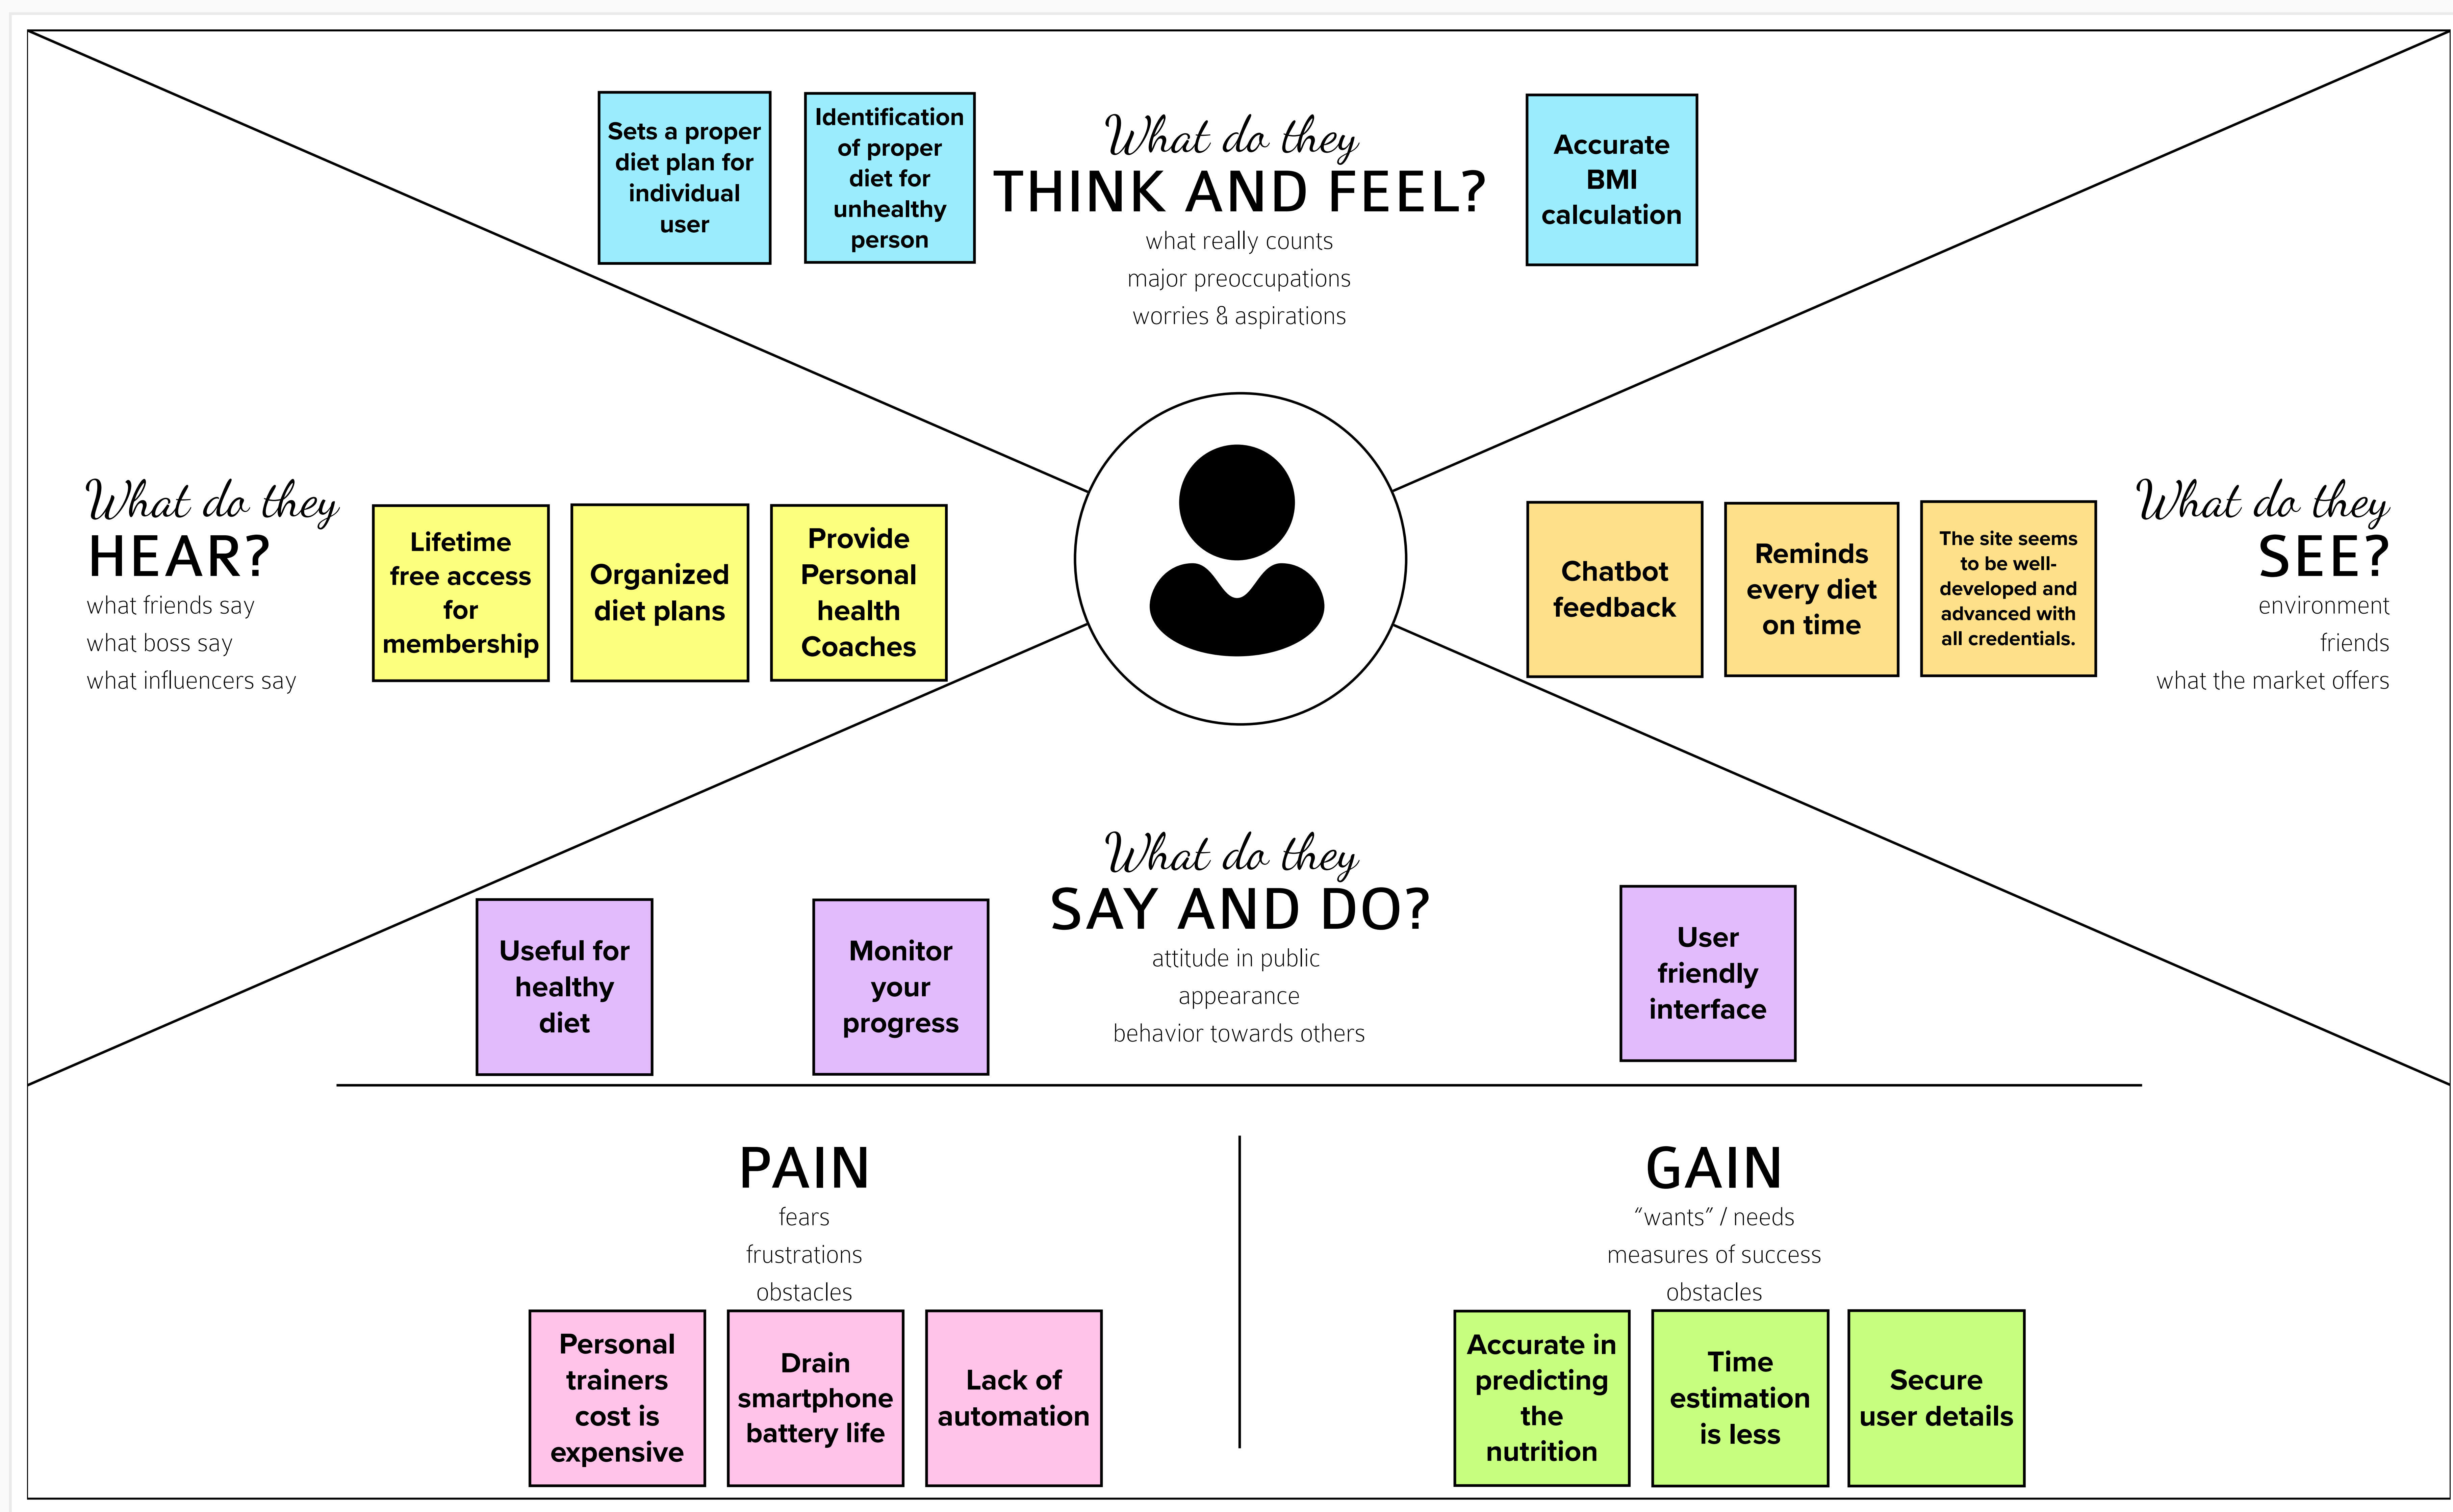 Sets a proper
diet plan for
individual
user
Identification
of proper
diet for
unhealthy
person
What do they
THINK AND FEEL?
what really counts
major preoccupations
worries & aspirations
Accurate
BMI
calculation
What do they
HEAR?
what friends say
what boss say
what influencers say
Lifetime
free access
for
membership
Organized
diet plans
Provide
Personal
health
Coaches
Chatbot
feedback
Reminds
every diet
on time
The site seems
to be well-
developed and
advanced with
all credentials.
What do they
SEE?
environment
friends
what the market offers
Useful for
healthy
diet
Monitor
your
progress
What do they
SAY AND DO?
attitude in public
appearance
behavior towards others
User
friendly
interface
PAIN
fears
frustrations
obstacles
Personal
trainers
cost is
expensive
Drain
smartphone
battery life
Lack of
automation
GAIN
“wants” / needs
measures of success
obstacles
Accurate in
predicting
the
nutrition
Time
estimation
is less
Secure
user details